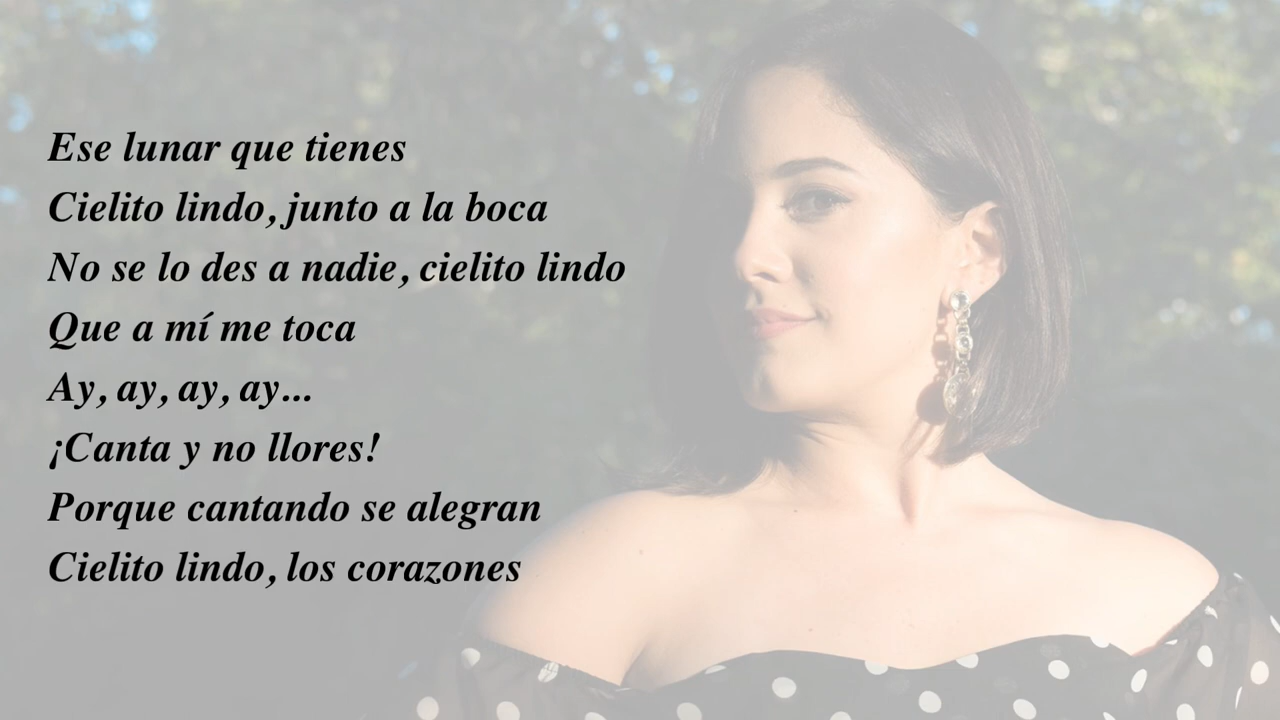 Ese lunar que tienes
Cielito lindo, junto a la boca
No se lo des a nadie, cielito lindo
Que a mí me toca
Ay, ay, ay, ay...
¡Canta y no llores!
Porque cantando se alegran
Cielito lindo, los corazones